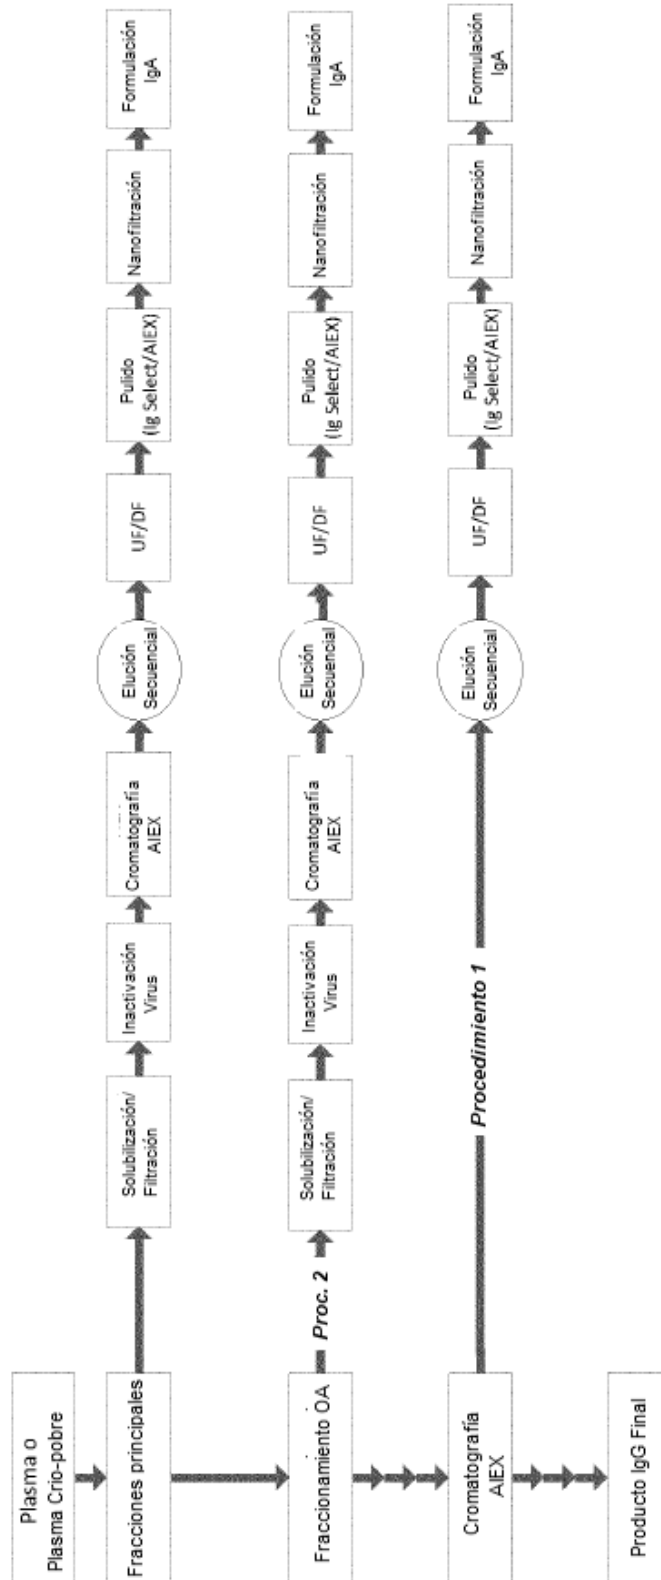 Plasma o
Plasma Crio-pobre
Fracciones principales
Solubilización/
Filtración
Inactivación
Virus
Cromatografía
AIEX
Elución
Secuencial
UF/DF
Pulido
(Ig Select/AIEX)
Nanofiltración
Formulación
IgA
Fraccionamiento OA
Proc. 2
Solubilización/
Filtración
Inactivación
Virus
Cromatografía
AIEX
Elución
Secuencial
UF/DF
Pulido
(Ig Select/AIEX)
Nanofiltración
Formulación
IgA
Cromatografía
AIEX
Procedimiento 1
Elución
Secuencial
UF/DF
Pulido
(Ig Select/AIEX)
Nanofiltración
Formulación
IgA
Producto IgG Final